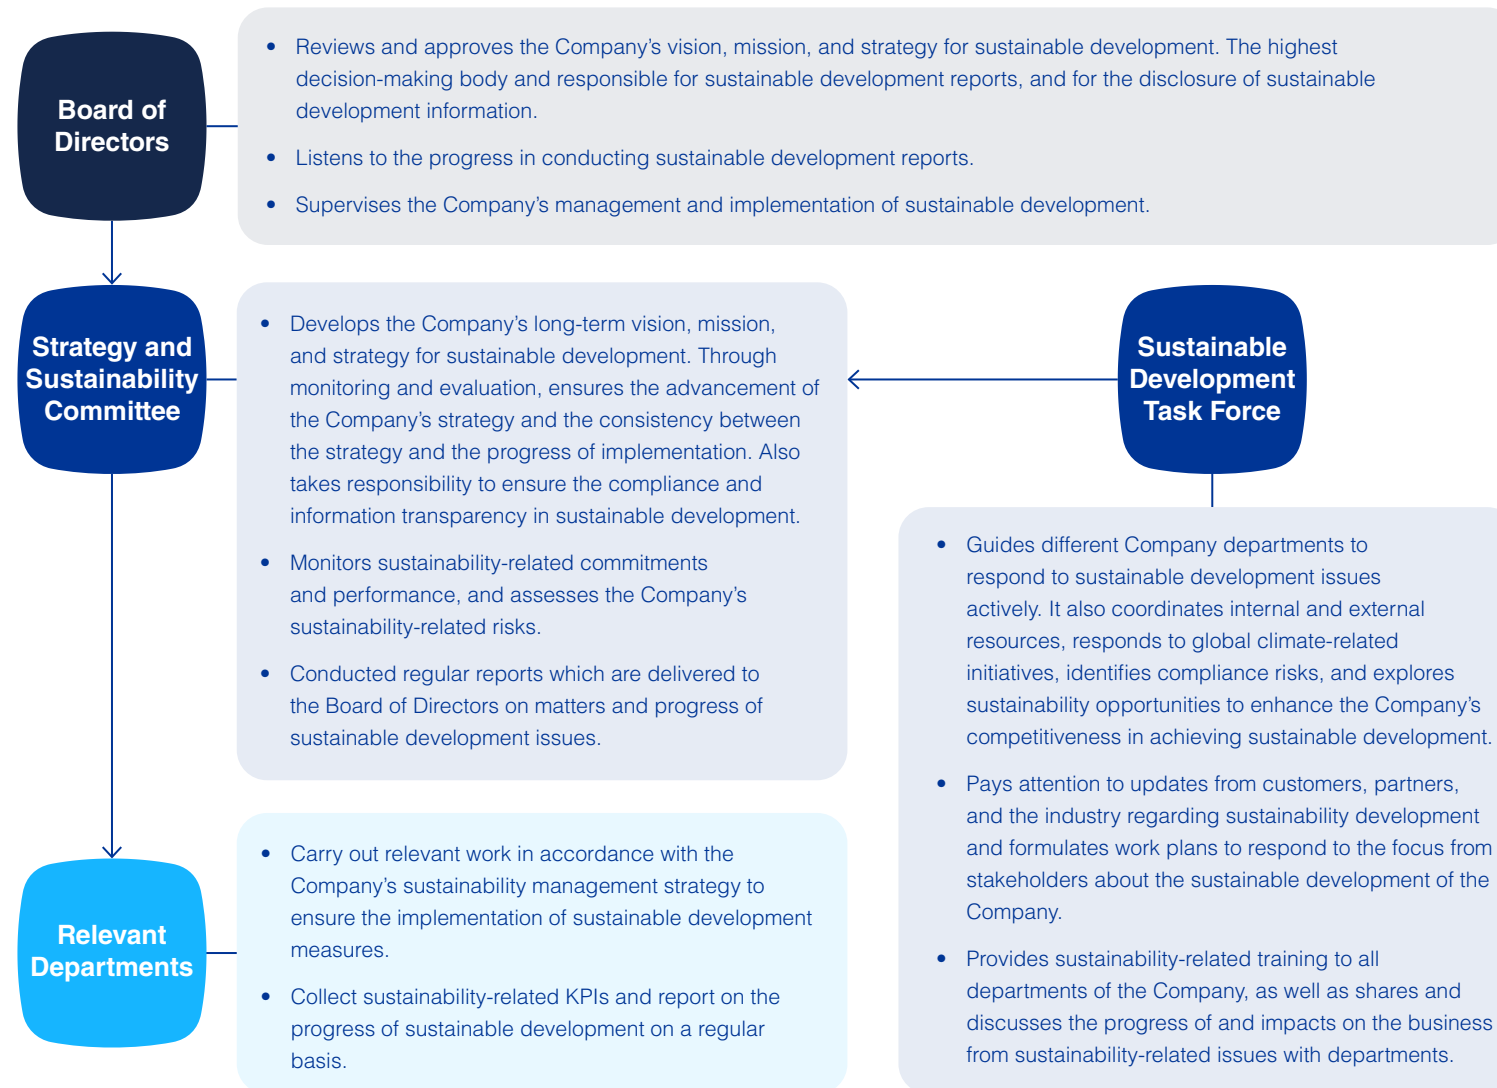 Board of
Directors
• Reviews and approves the Company’s vision, mission, and strategy for sustainable development. The highest
decision-making body and responsible for sustainable development reports, and for the disclosure of sustainable
development information.
• Listens to the progress in conducting sustainable development reports.
• Supervises the Company’s management and implementation of sustainable development.
Strategy and
Sustainability
Committee
• Develops the Company’s long-term vision, mission,
and strategy for sustainable development. Through
monitoring and evaluation, ensures the advancement of
the Company’s strategy and the consistency between
the strategy and the progress of implementation. Also
takes responsibility to ensure the compliance and
information transparency in sustainable development.
• Monitors sustainability-related commitments
and performance, and assesses the Company’s
sustainability-related risks.
• Conducted regular reports which are delivered to
the Board of Directors on matters and progress of
sustainable development issues.
Sustainable
Development
Task Force
• Guides different Company departments to
respond to sustainable development issues
actively. It also coordinates internal and external
resources, responds to global climate-related
initiatives, identifies compliance risks, and explores
sustainability opportunities to enhance the Company’s
competitiveness in achieving sustainable development.
• Pays attention to updates from customers, partners,
and the industry regarding sustainability development
and formulates work plans to respond to the focus from
stakeholders about the sustainable development of the
Company.
• Provides sustainability-related training to all
departments of the Company, as well as shares and
discusses the progress of and impacts on the business
from sustainability-related issues with departments.
Relevant
Departments
• Carry out relevant work in accordance with the
Company’s sustainability management strategy to
ensure the implementation of sustainable development
measures.
• Collect sustainability-related KPIs and report on the
progress of sustainable development on a regular
basis.